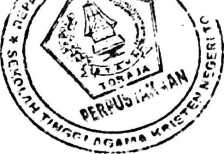 SEKOLAH TINGGI AGAMA KRISTEN NEGERI TO
TORAJA
PERPUSTAKAAN